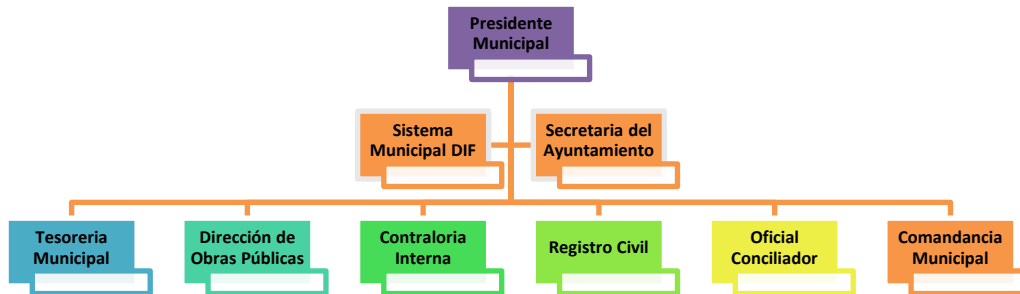 Presidente
Municipal
Sistema
Municipal DIF
Secretaria del
Ayuntamiento
Tesoreria
Municipal
Dirección de
Obras Públicas
Contraloria
Interna
Registro Civil
Oficial
Conciliador
Comandancia
Municipal